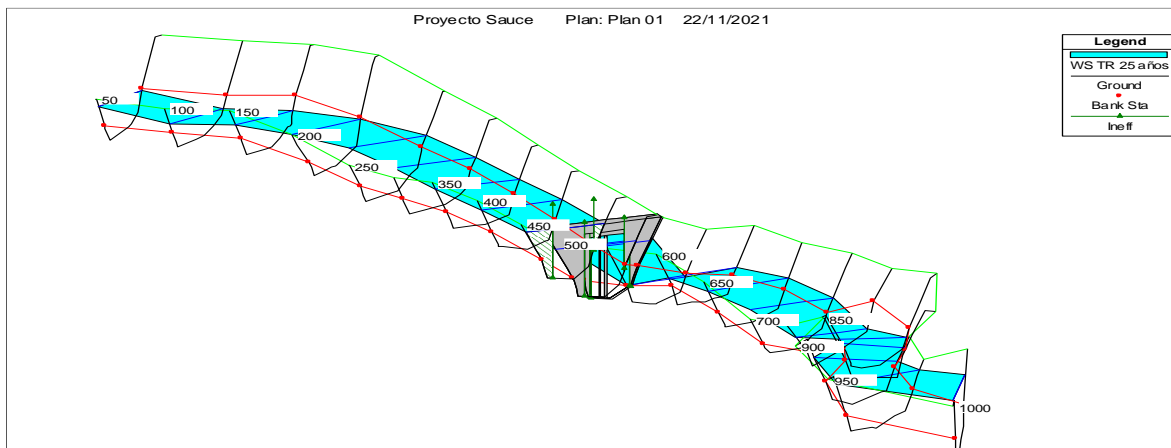 Proyecto Sauce Plan: Plan 01 22/11/2021
Legend
WS TR 25 años
Ground
Bank Sta
Ineff
50
100
150
200
250
350
400
450
500
600
650
700
850
900
950
1000